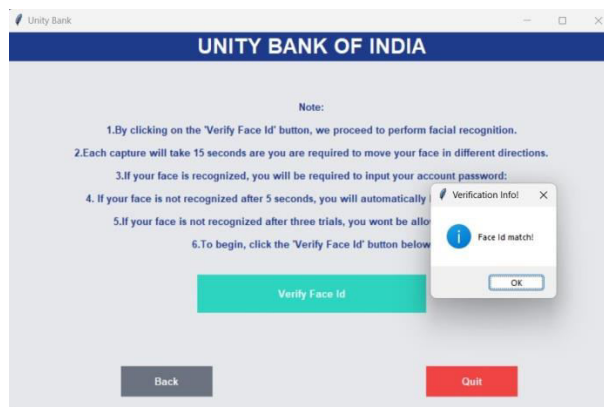 Unity Bank
UNITY BANK OF INDIA
Note:
1.By clicking on the 'Verify Face Id' button, we proceed to perform facial recognition.
2.Each capture will take 15 seconds are you are required to move your face in different directions.
3.If your face is recognized, you will be required to input your account password:
4. If your face is not recognized after 5 seconds, you will automatically
5.If your face is not recognized after three trials, you wont be allo
6.To begin, click the 'Verify Face Id' button below
Verification Info!
Face Id match!
OK
Verify Face Id
Back
Quit